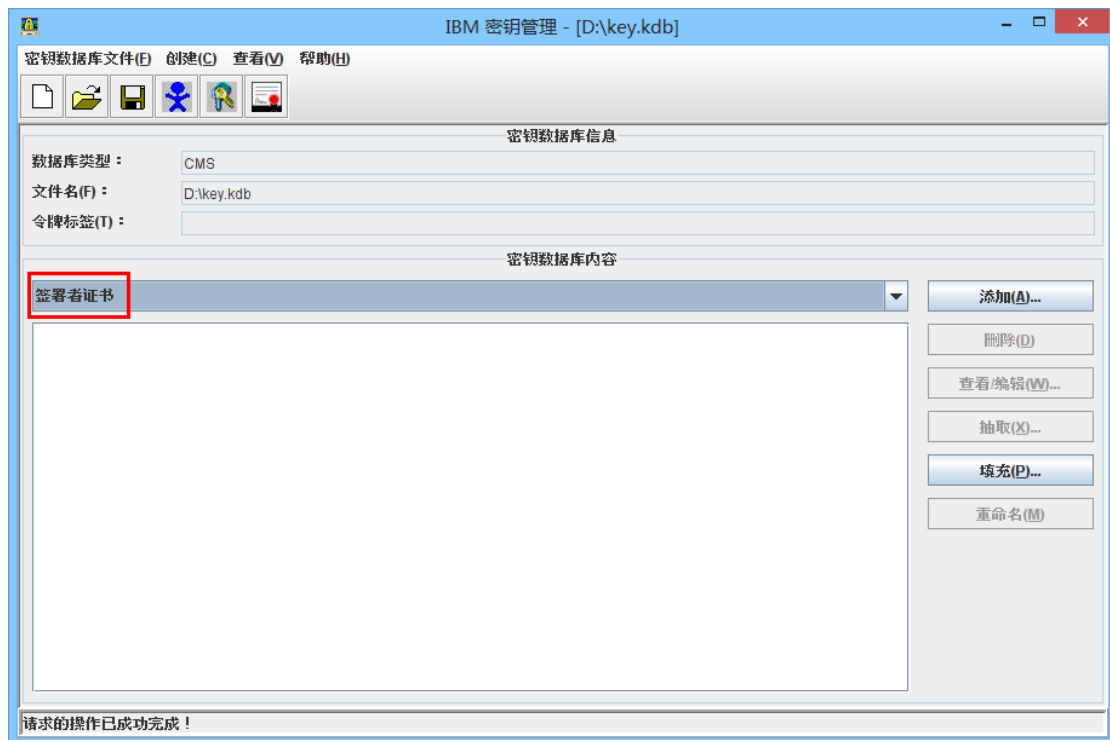 IBM 密钥管理 - [D:\key.kdb]
密钥数据库文件(F) 创建(C) 查看(V) 帮助(H)
密钥数据库信息
数据库类型： CMS
文件名(F)： D:\key.kdb
令牌标签(T)：
密钥数据库内容
签署者证书
添加(A)...
删除(D)
查看/编辑(W)...
抽取(X)...
填充(P)...
重命名(M)
请求的操作已成功完成！